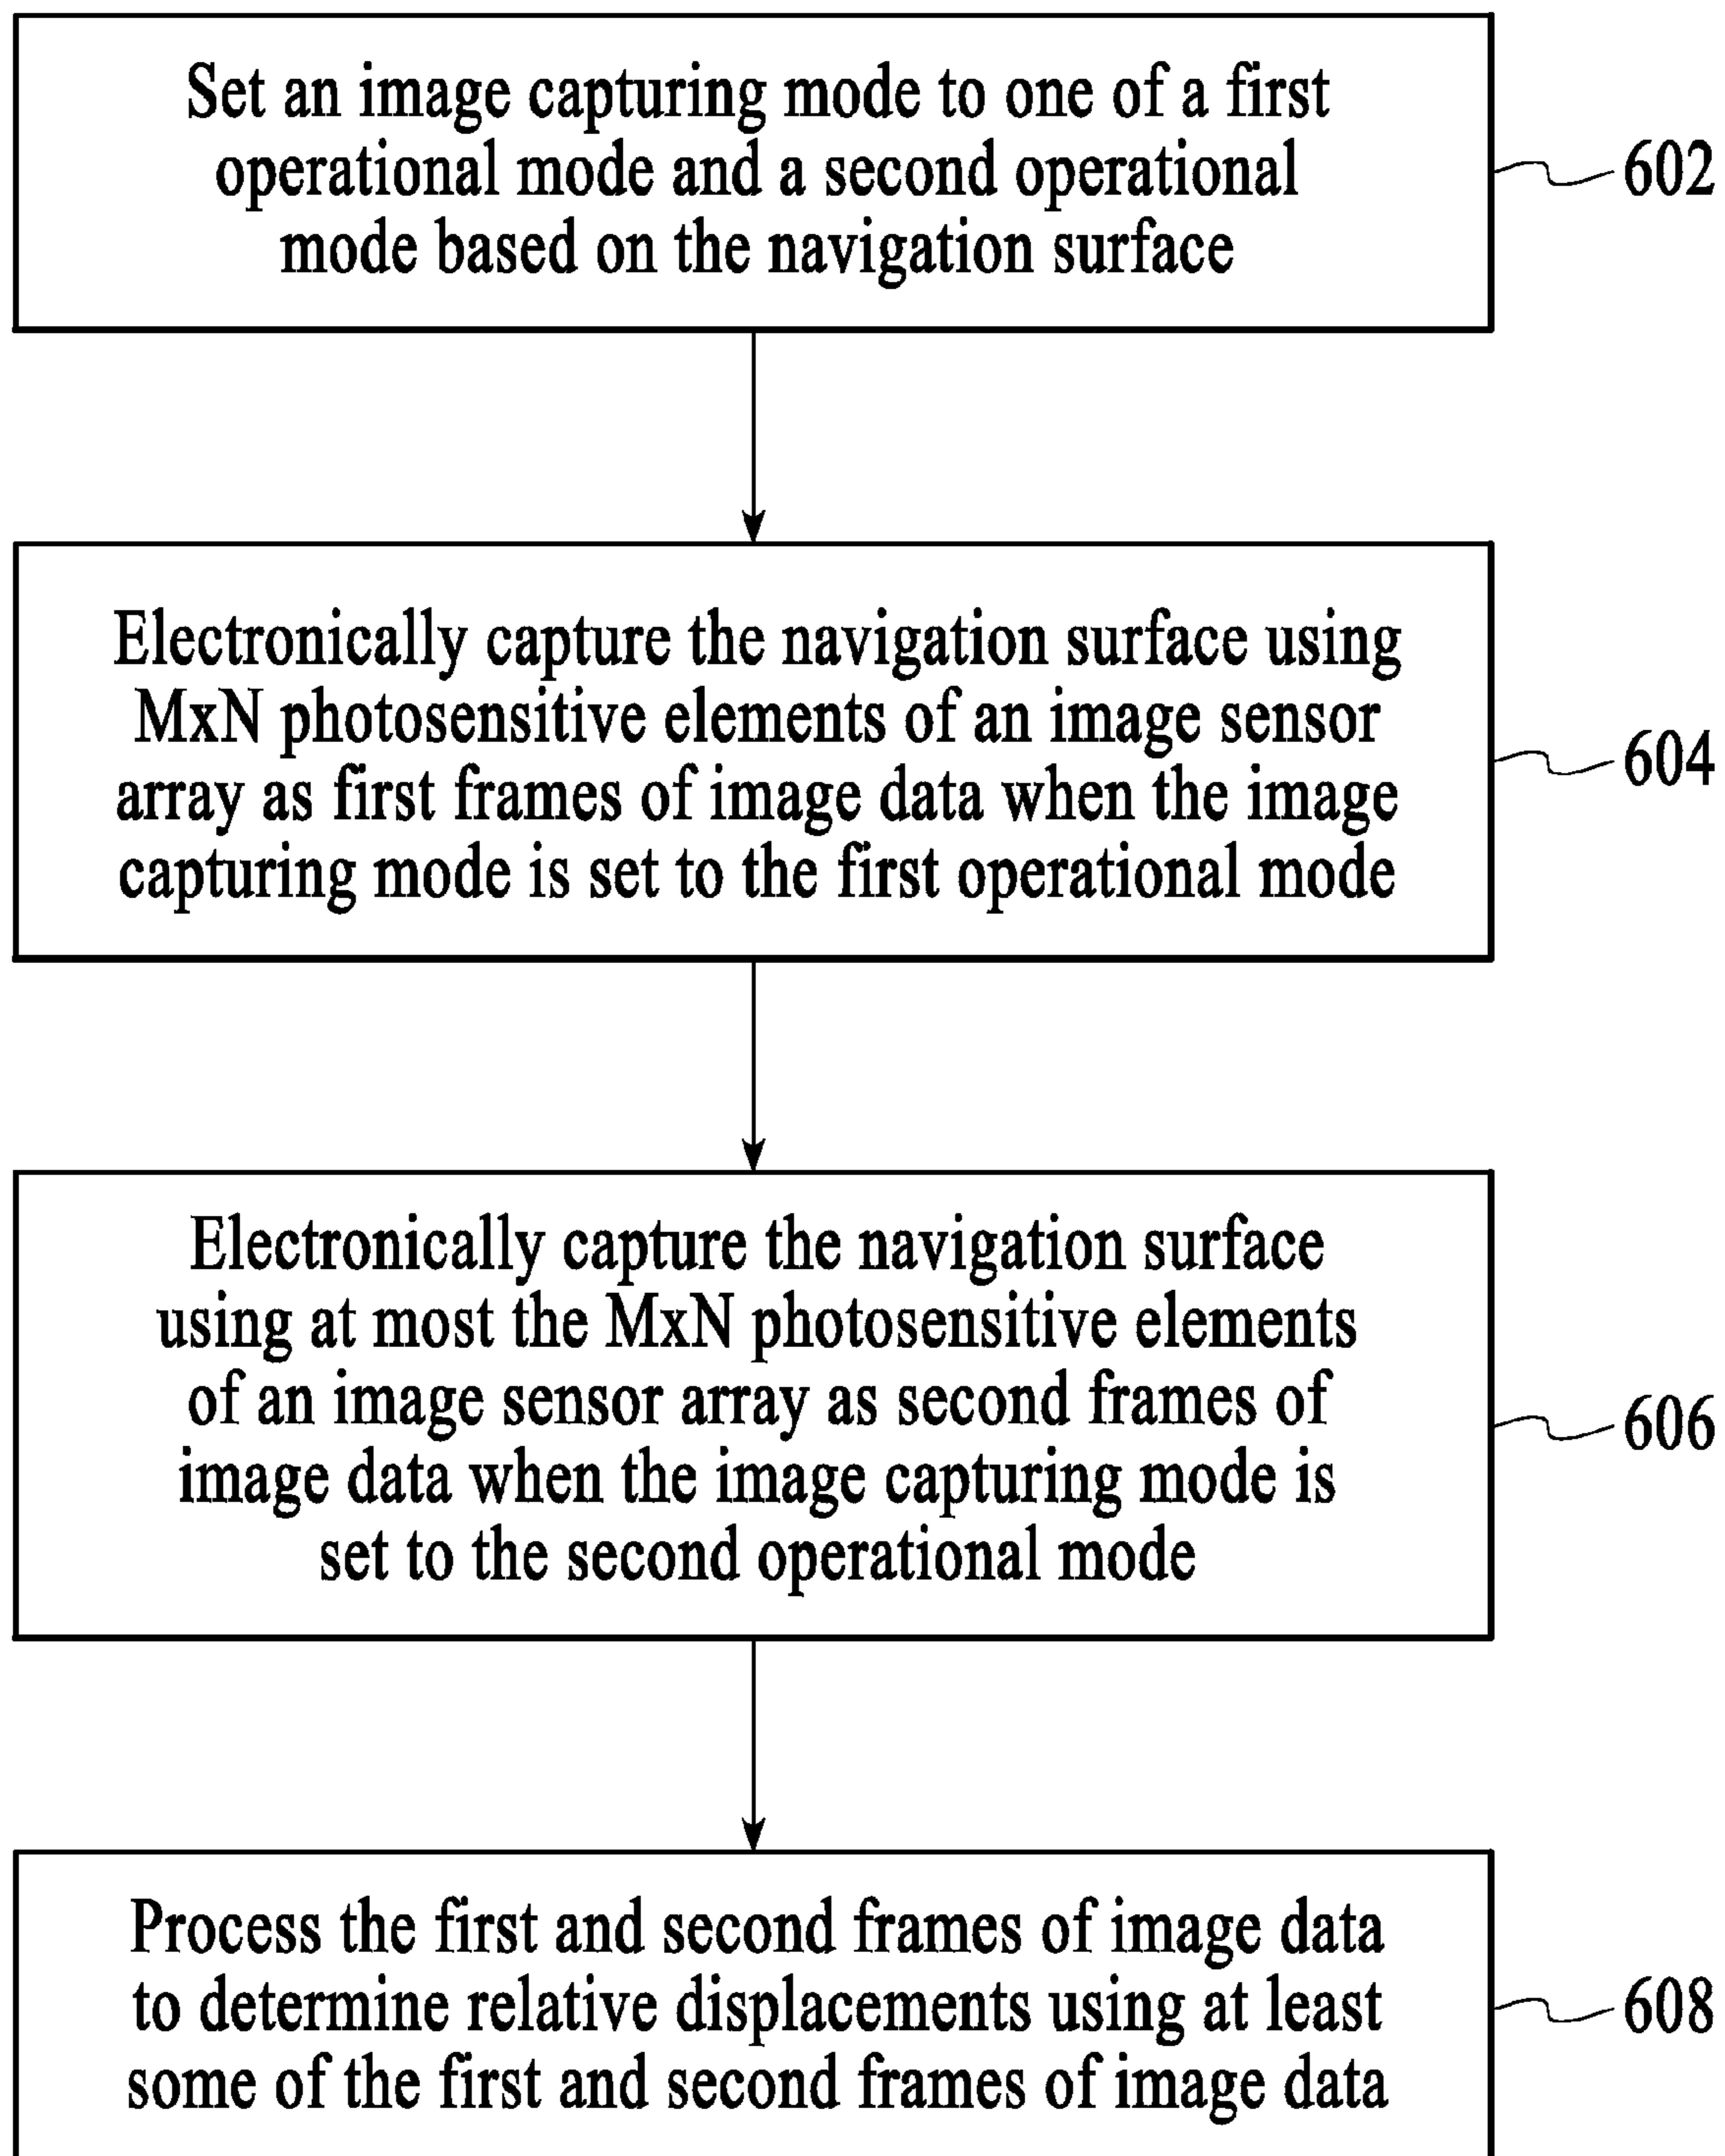 Set an image capturing mode to one of a first
operational mode and a second operational
mode based on the navigation surface
602
Electronically capture the navigation surface using
MxN photosensitive elements of an image sensor
array as first frames of image data when the image
capturing mode is set to the first operational mode
604
Electronically capture the navigation surface
using at most the MxN photosensitive elements
of an image sensor array as second frames of
image data when the image capturing mode is
set to the second operational mode
606
Process the first and second frames of image data
to determine relative displacements using at least
some of the first and second frames of image data
608